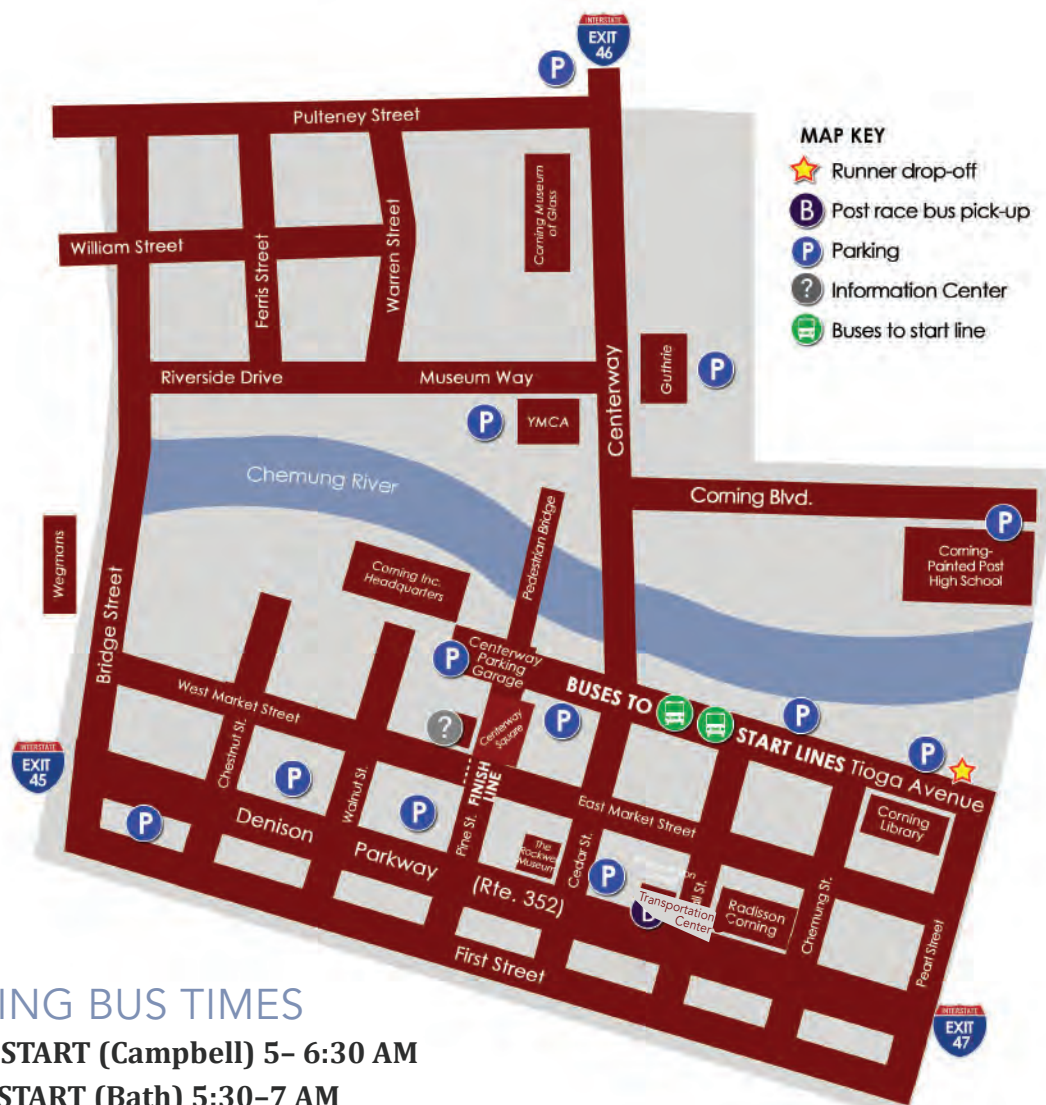 INTERSTATE
EXIT
46
P
Pulteney Street
MAP KEY
Runner drop-off
B Post race bus pick-up
P Parking
? Information Center
Buses to start line
Corning Museum
of Glass
William Street
Ferris Street
Warren Street
Riverside Drive
Museum Way
Centerway
Guthrie
P
P
YMCA
Chemung River
Corning Blvd.
P
Corning-
Painted Post
High School
Pedestrian Bridge
Wegmans
Corning Inc.
Headquarters
Bridge Street
Centerway
Parking
Garage
P
BUSES TO
START LINES
Tioga Avenue
P
P
P
West Market Street
?
Centerway
Square
INTERSTATE
EXIT
45
Chestnut St.
P
Walnut St.
P
FINISH
LINE
Pine St.
East Market Street
Corning
Library
P
Denison
Parkway
(Rte. 352)
The
Rockwell
Museum
Cedar St.
P
B
Transportation
Center
St.
Radisson
Corning
Chemung St.
Pearl Street
First Street
INTERSTATE
EXIT
47
ING BUS TIMES
START (Campbell) 5– 6:30 AM
START (Bath) 5:30–7 AM